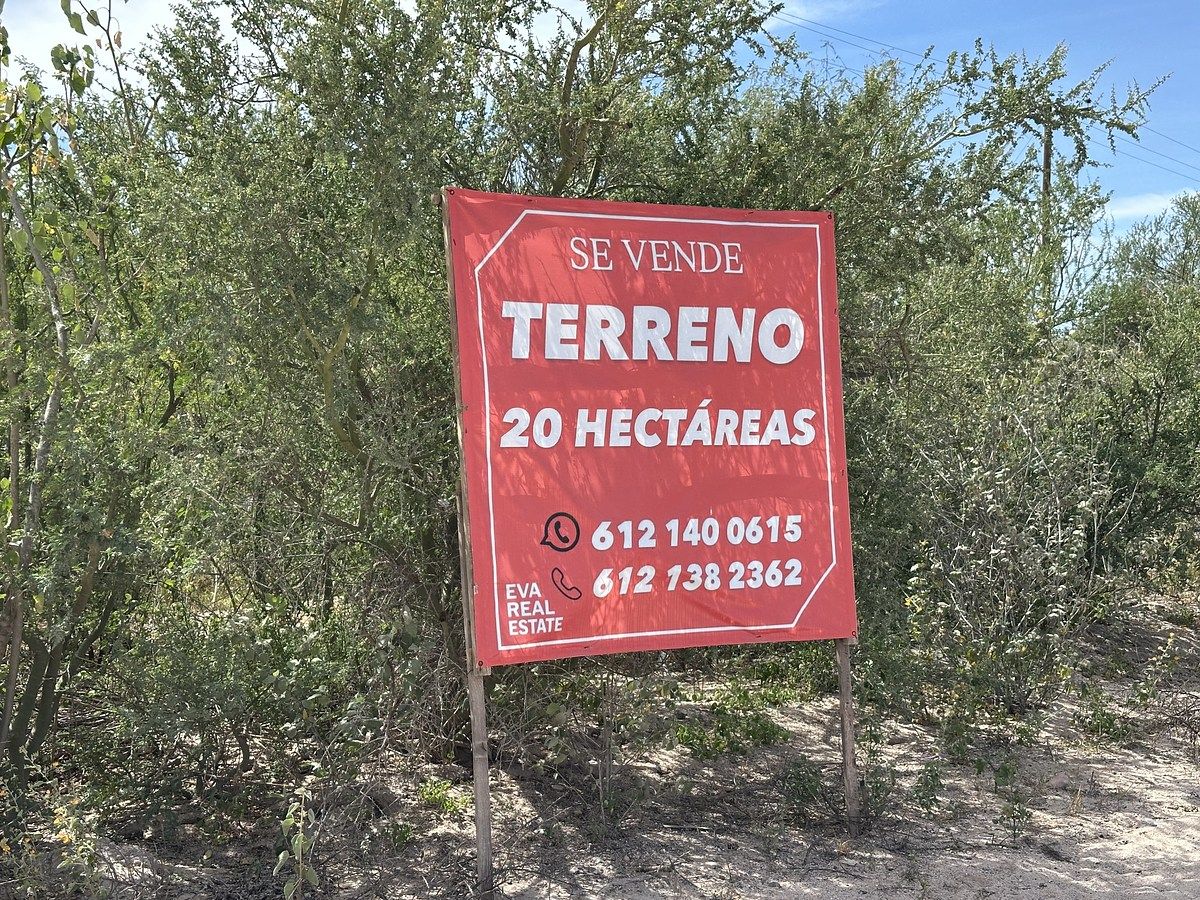 SE VENDE
TERRENO
20 HECTÁREAS
612 140 0615
612 138 2362
EVA
REAL
ESTATE